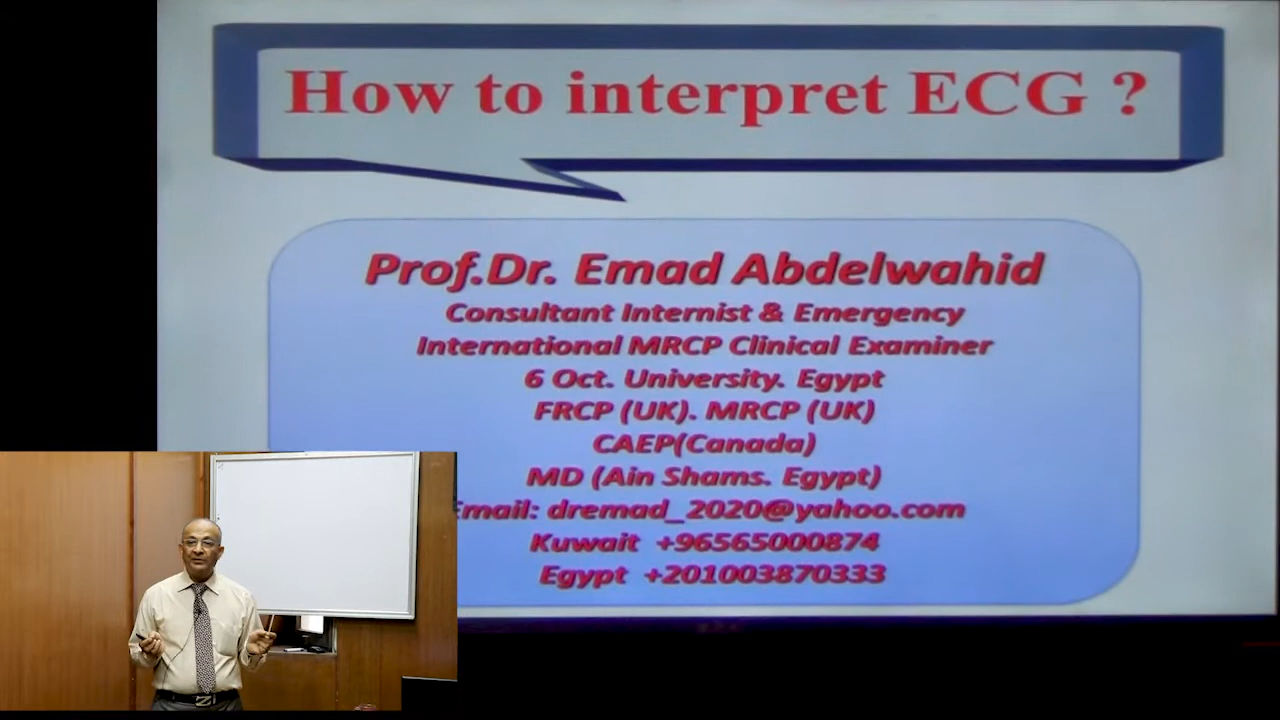 How to interpret ECG ?
Prof.Dr. Emad Abdelwahid
Consultant Internist & Emergency
International MRCP Clinical Examiner
6 Oct. University. Egypt
FRCP (UK). MRCP (UK)
CAEP(Canada)
MD (Ain Shams. Egypt)
Email: dremad_2020@yahoo.com
Kuwait +96565000874
Egypt +201003870333